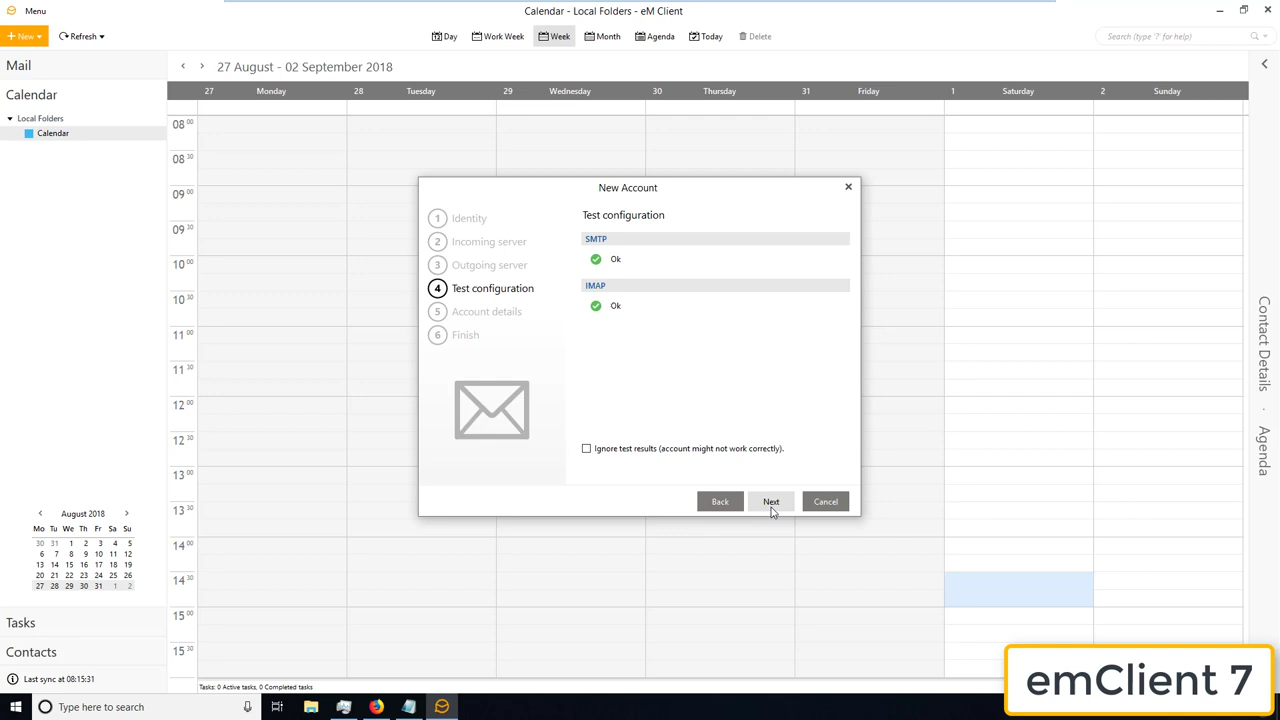 Menu
Calendar - Local Folders - eM Client
+ New
Refresh
Day
Work Week
Week
Month
Agenda
Today
Delete
Search (type '?' for help)
Mail
Calendar
Local Folders
Calendar
27 August - 02 September 2018
27 Monday
28 Tuesday
29 Wednesday
30 Thursday
31 Friday
1 Saturday
2 Sunday
08 00
08 30
09 00
09 30
10 00
10 30
11 00
11 30
12 00
12 30
13 00
13 30
14 00
14 30
15 00
15 30
New Account
1 Identity
2 Incoming server
3 Outgoing server
4 Test configuration
5 Account details
6 Finish
Test configuration
SMTP
Ok
IMAP
Ok
Ignore test results (account might not work correctly).
Back
Next
Cancel
Contact Details
·
Agenda
August 2018
Mo Tu We Th Fr Sa Su
30 31 1 2 3 4 5
6 7 8 9 10 11 12
13 14 15 16 17 18 19
20 21 22 23 24 25 26
27 28 29 30 31 1 2
Tasks
Contacts
Last sync at 08:15:31
Tasks: 0 Active tasks, 0 Completed tasks
emClient 7
Type here to search